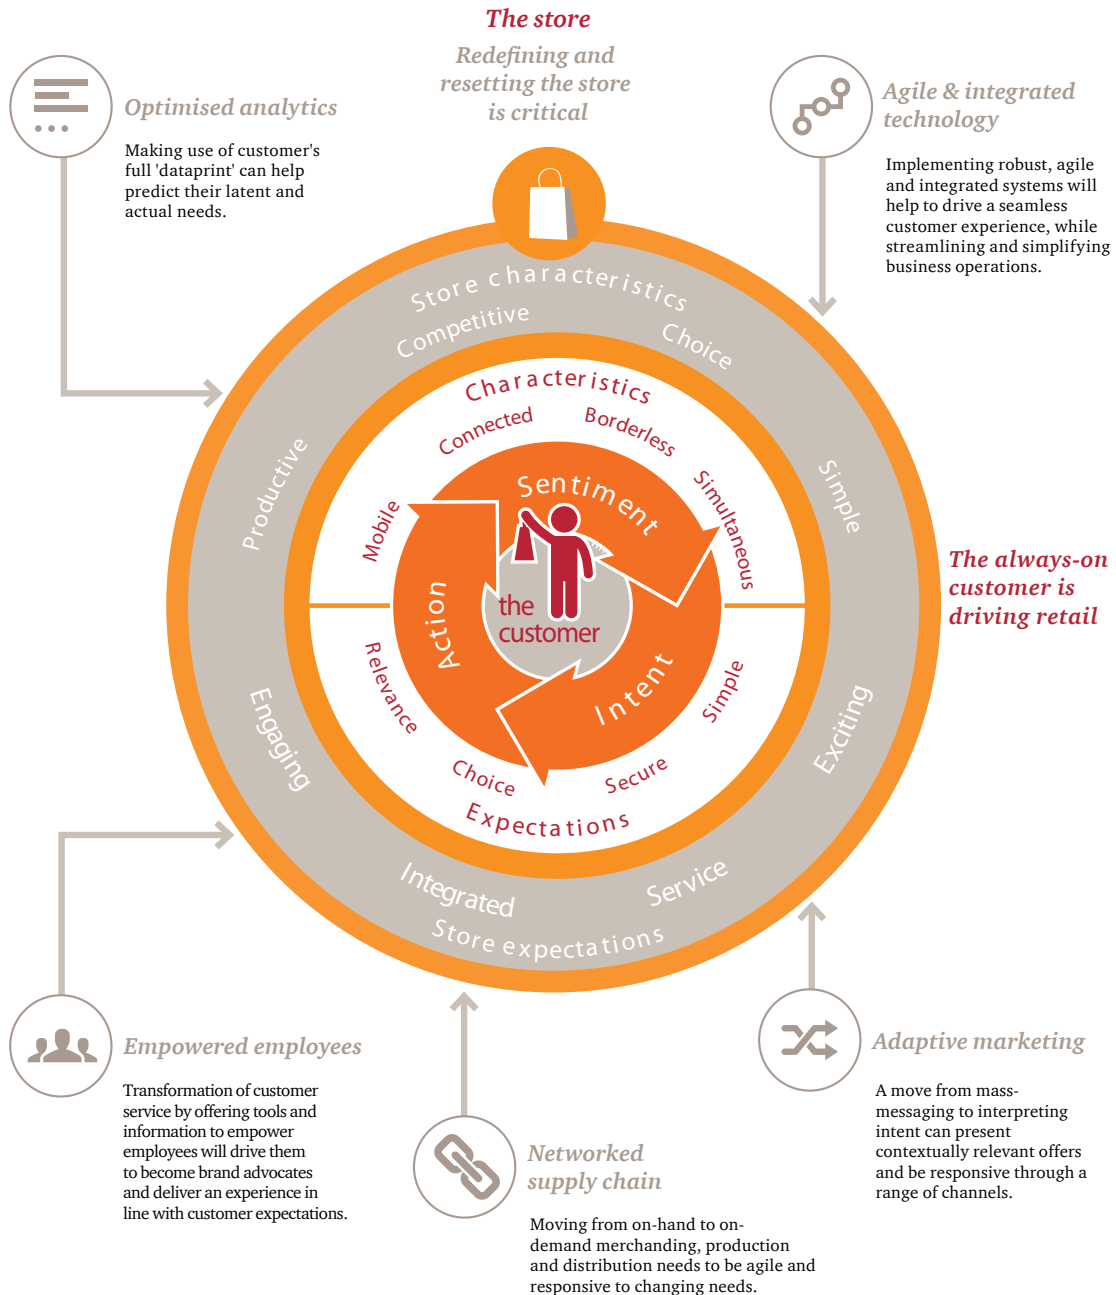 The store
Redefining and
resetting the store
is critical
Optimised analytics
Making use of customer's
full 'dataprint' can help
predict their latent and
actual needs.
Agile & integrated
technology
Implementing robust, agile
and integrated systems will
help to drive a seamless
customer experience, while
streamlining and simplifying
business operations.
Store characteristics
Competitive
Choice
Productive
Simple
Characteristics
Connected
Borderless
Mobile
Simultaneous
Sentiment
the
customer
Action
Intent
The always-on
customer is
driving retail
Relevance
Simple
Choice
Secure
Expectations
Engaging
Exciting
Integrated
Service
Store expectations
Empowered employees
Transformation of customer
service by offering tools and
information to empower
employees will drive them
to become brand advocates
and deliver an experience in
line with customer expectations.
Networked
supply chain
Moving from on-hand to on-
demand merchanding, production
and distribution needs to be agile and
responsive to changing needs.
Adaptive marketing
A move from mass-
messaging to interpreting
intent can present
contextually relevant offers
and be responsive through a
range of channels.